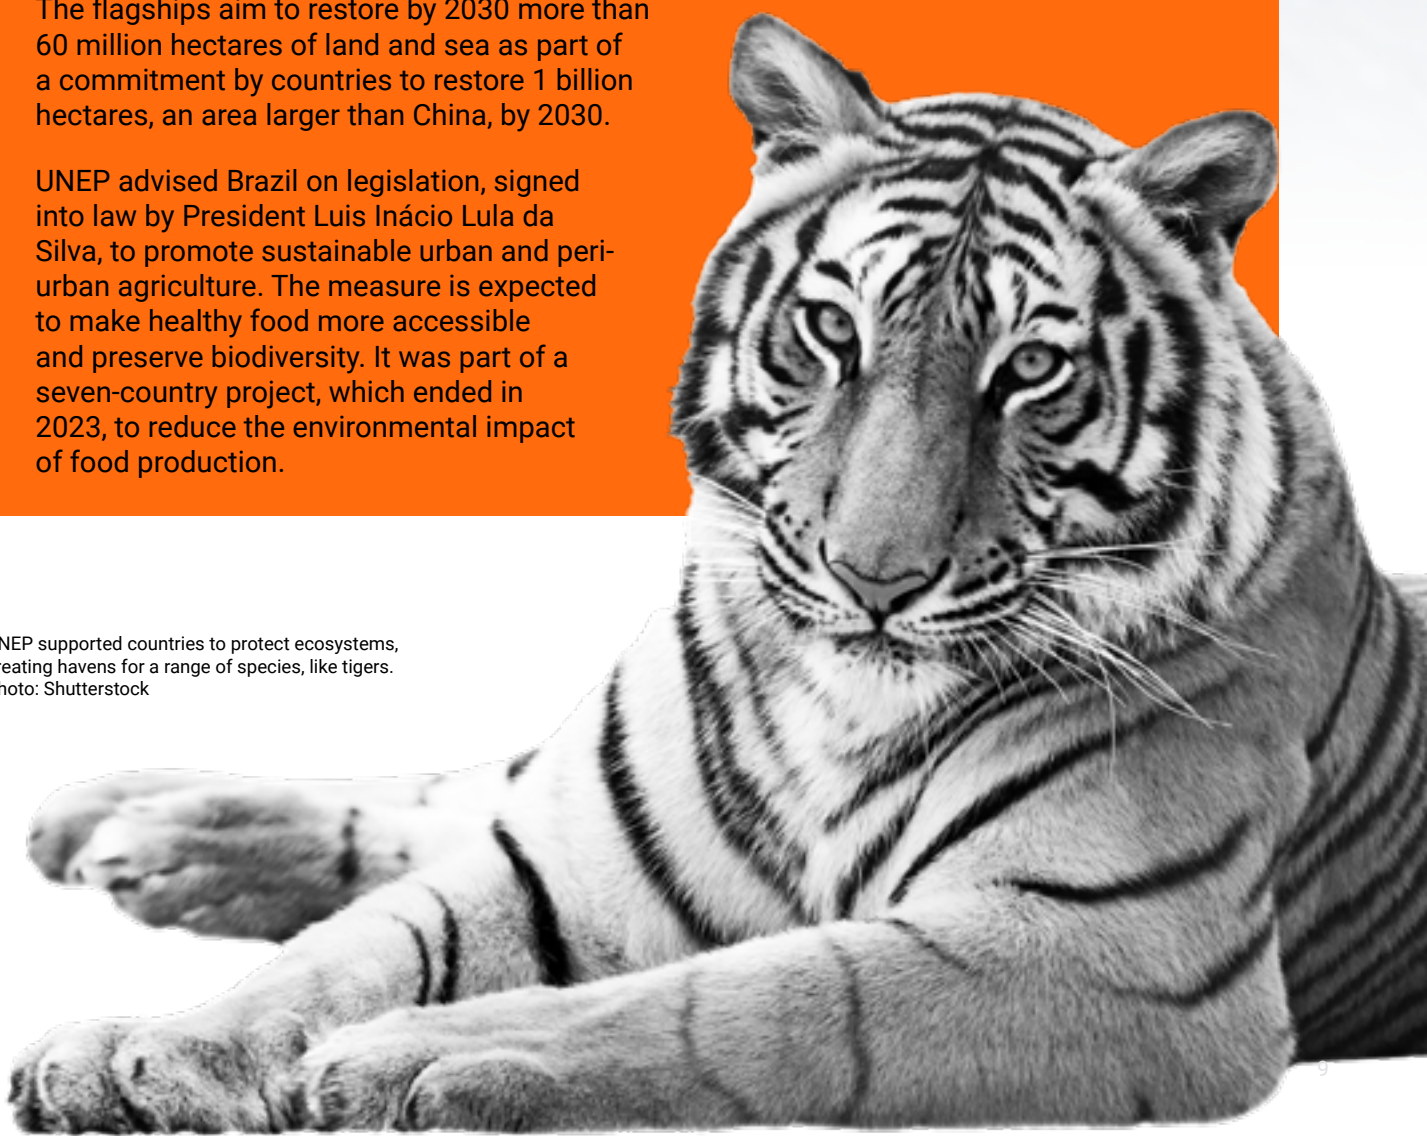 The flagships aim to restore by 2030 more than
60 million hectares of land and sea as part of
a commitment by countries to restore 1 billion
hectares, an area larger than China, by 2030.
UNEP advised Brazil on legislation, signed
into law by President Luis Inácio Lula da
Silva, to promote sustainable urban and peri-
urban agriculture. The measure is expected
to make healthy food more accessible
and preserve biodiversity. It was part of a
seven-country project, which ended in
2023, to reduce the environmental impact
of food production.
NEP supported countries to protect ecosystems,
reating havens for a range of species, like tigers.
hoto: Shutterstock
9